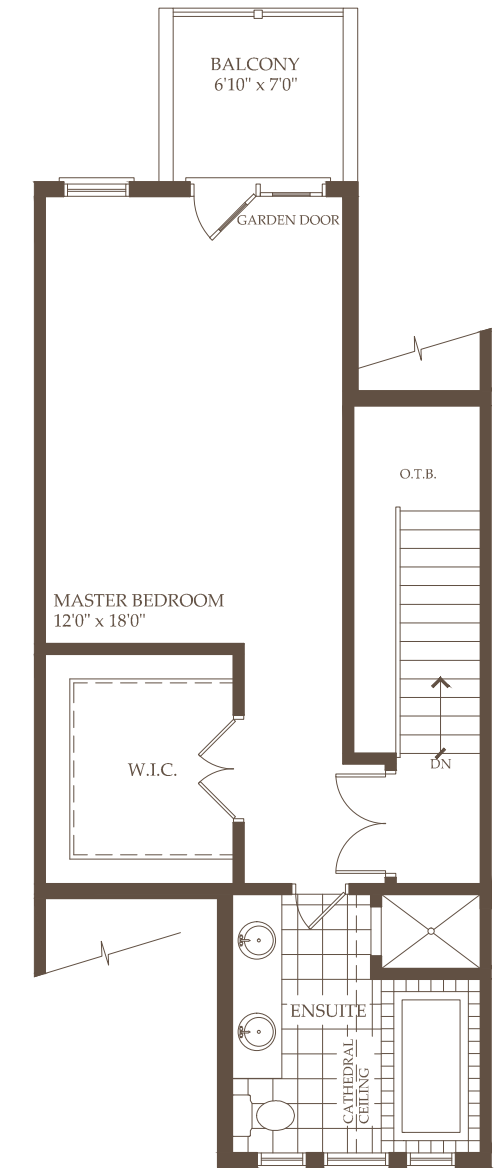 BALCONY
6'10" x 7'0"
GARDEN DOOR
O.T.B.
MASTER BEDROOM
12'0" x 18'0"
W.I.C.
DN
ENSUITE
CATHEDRAL
CEILING